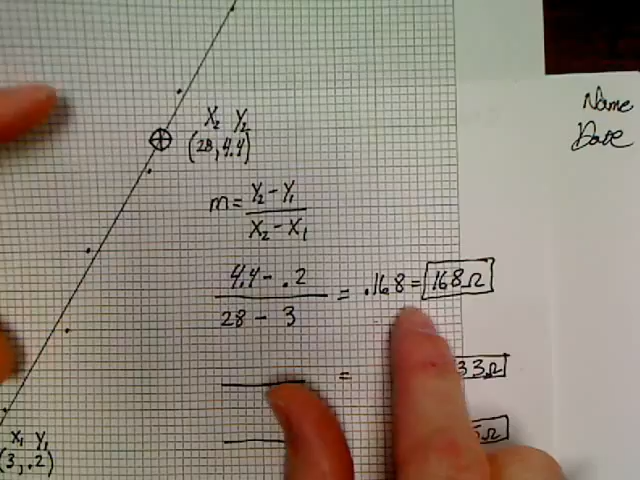 Name
Date
X₂ Y₂
(28, 4.4)
m = Y₂ - Y₁
X₂ - X₁
4.4 - .2
28 - 3
= .168 = 168Ω
=
X₁ Y₁
(3, .2)